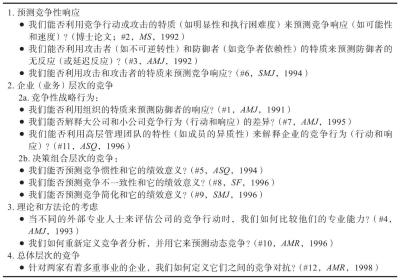 1. 预测竞争性响应
● 我们能否利用竞争行动或攻击的特质（如明显性和执行困难度）来预测竞争响应（如可能性
和速度）？(博士论文；#2，MS，1992）
● 我们能否利用攻击者（如不可逆转性）和防御者（如竞争者依赖性）的特质来预测防御者的
无反应（或延迟反应）？（#3，AMJ，1992）
● 我们能否利用攻击和攻击者的特质来预测竞争响应？（#6，SMJ，1994）
2. 企业（业务）层次的竞争
2a. 竞争性战略行为：
● 我们能否利用组织的特质来预测防御者的响应？（#1，AMJ，1991）
● 我们能否解释大公司和小公司竞争行为（行动和响应）的差异？（#7，AMJ，1995）
● 我们能否利用高层管理团队的特性（如成员的异质性）来解释企业的竞争行为（行动和响
应）？(#11，ASQ，1996）
2b. 决策组合层次的竞争：
● 我们能否预测竞争惯性和它的绩效意义？（#5，ASQ，1994）
● 我们能否预测竞争不一致性和它的绩效意义？（#8，SF，1996）
● 我们能否预测竞争简化和它的绩效意义？（#9，SMJ，1996）
3. 理论和方法论的考虑
● 当不同的外部专业人士来评估公司的竞争行动时，我们如何比较他们的专业能力？（#4，
AMJ，1993）
● 我们如何重新定义竞争者分析，并用它来预测动态竞争？（#10，AMR，1996）
4. 总体层次的竞争
● 针对两家有着多重事业的企业，我们如何定义它们之间的竞争对抗？（#12，AMR，1998）